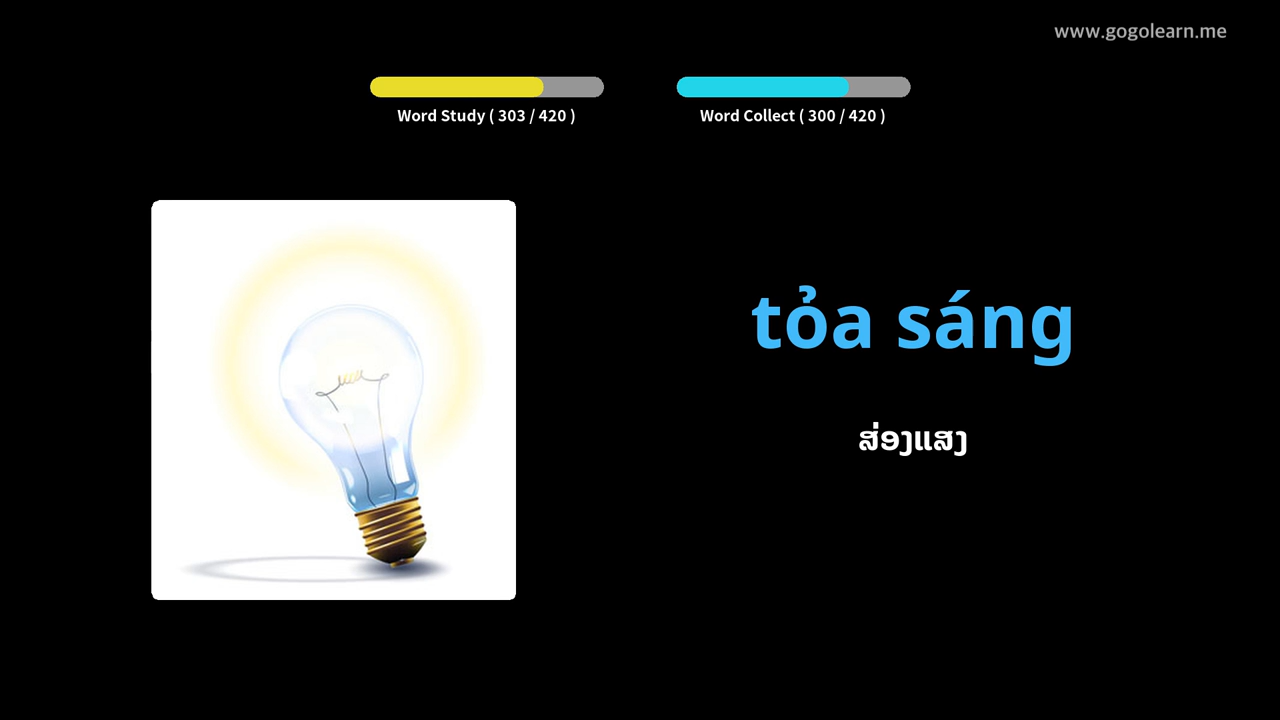 www.gogolearn.me
Word Study ( 303 / 420 )
Word Collect ( 300 / 420 )
tỏa sáng
ສ່ອງແສງ